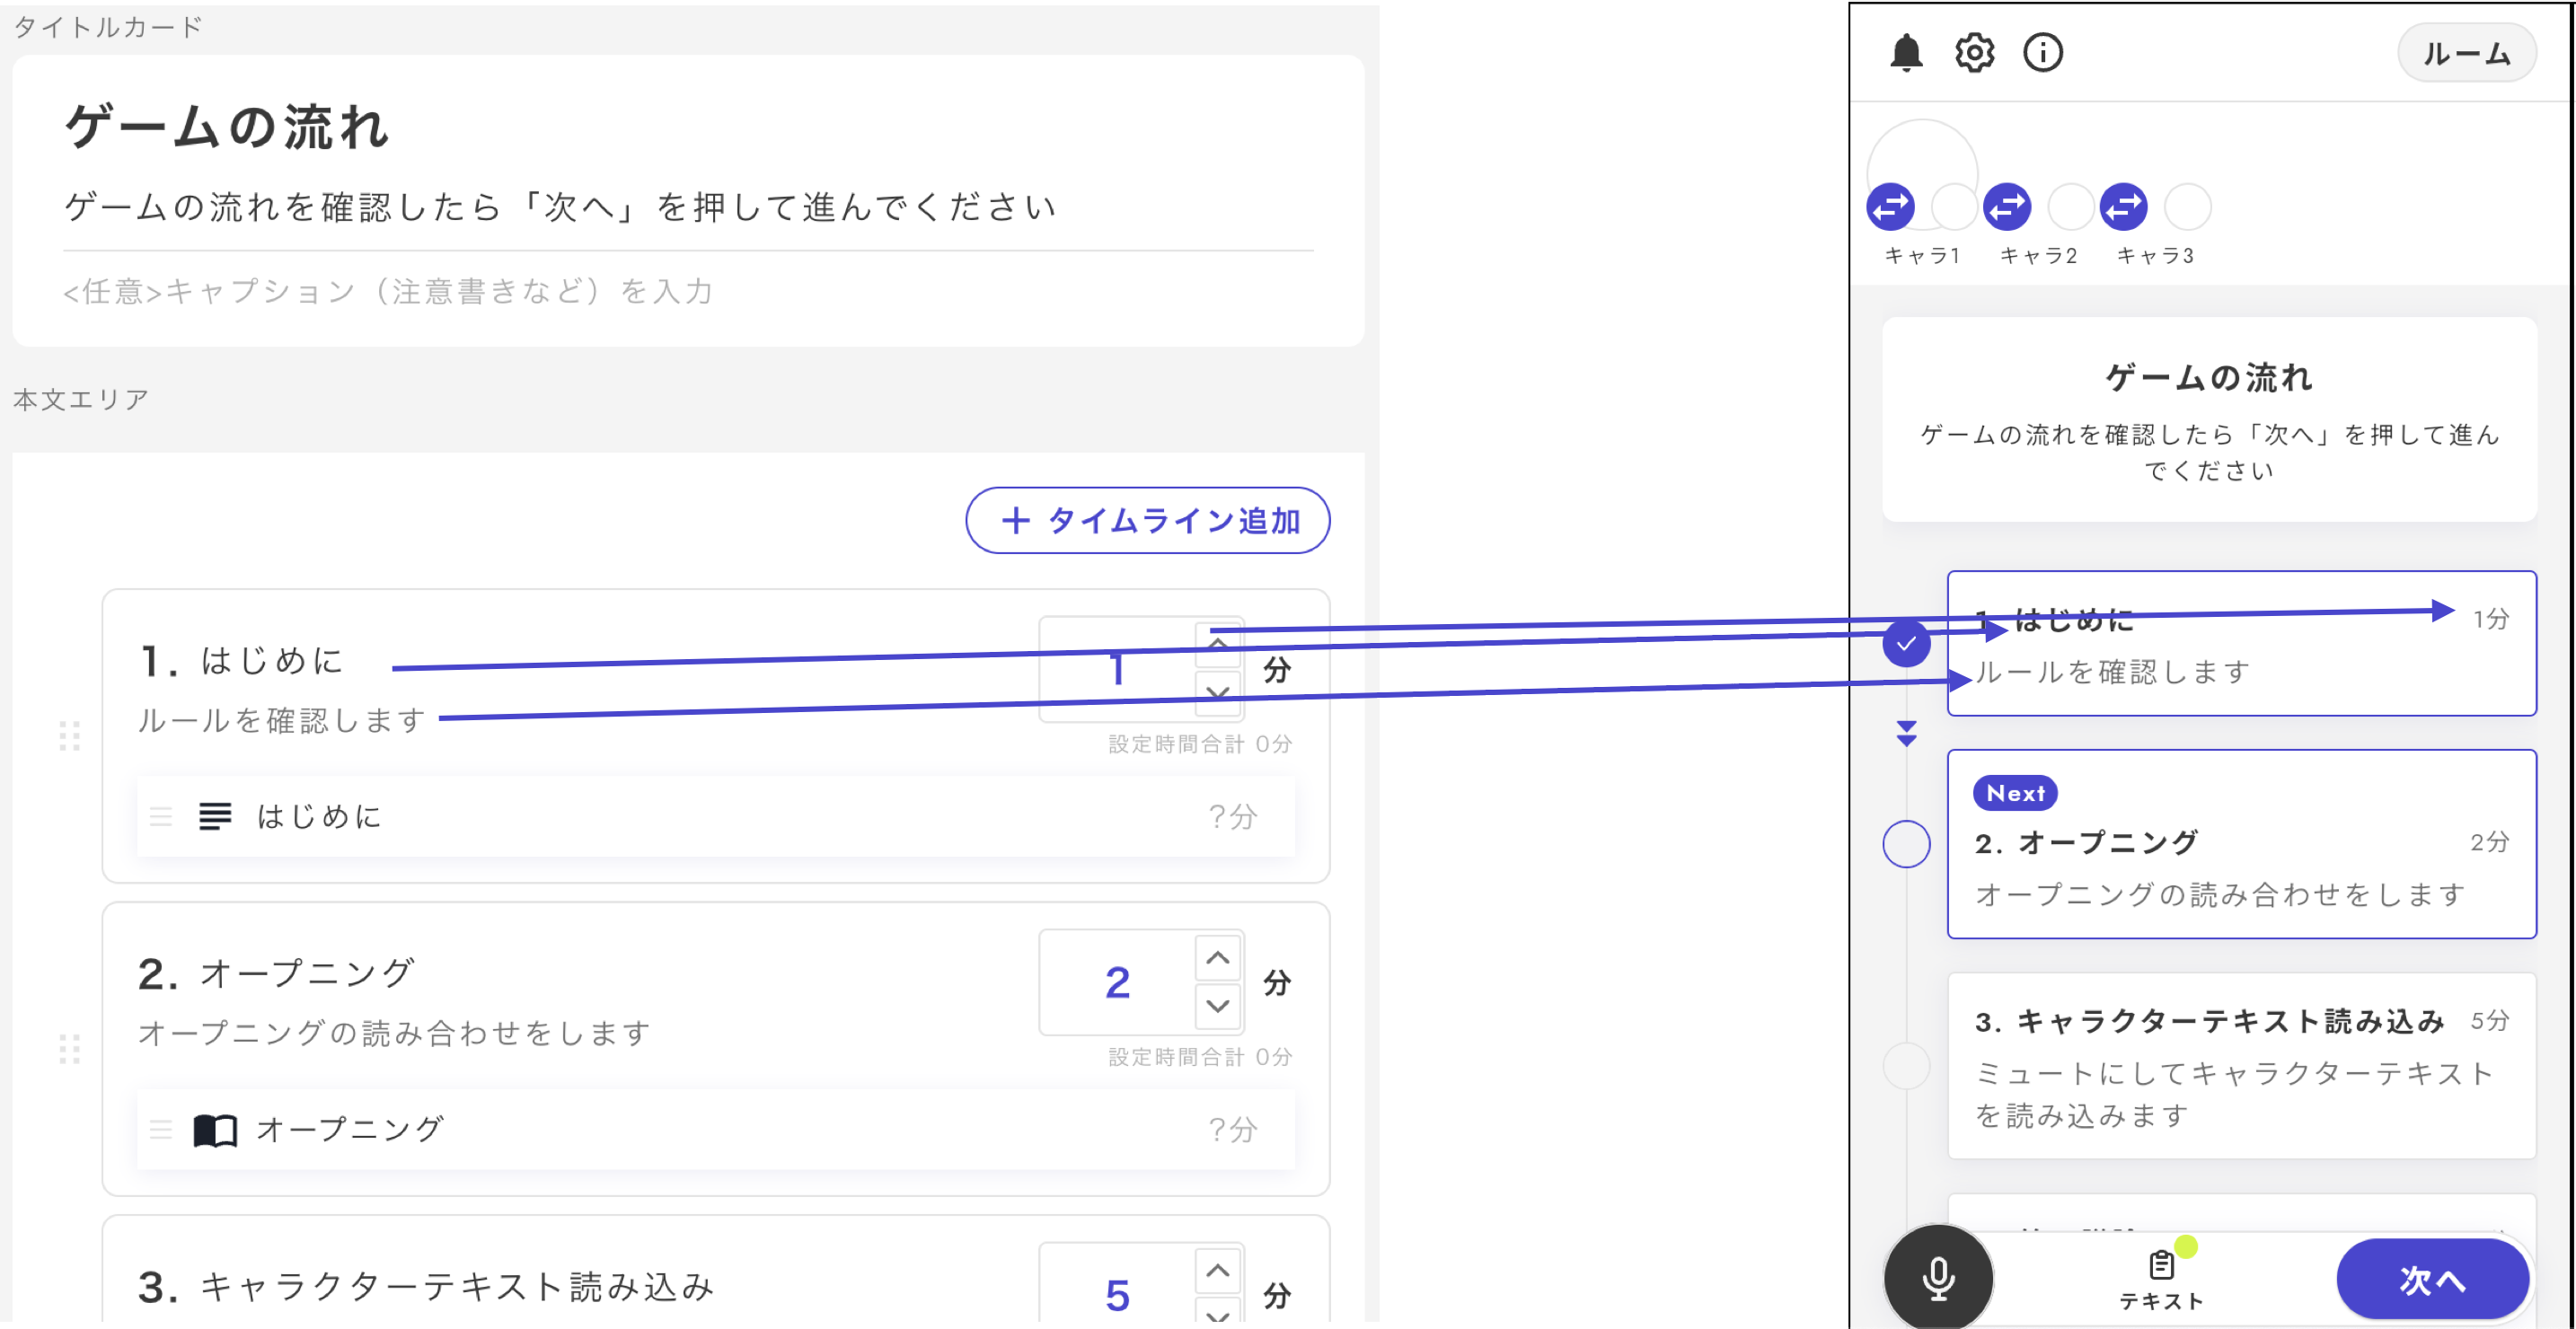 タイトルカード
ゲームの流れ
ゲームの流れを確認したら「次へ」を押して進んでください
<任意>キャプション（注意書きなど）を入力
本文エリア
＋ タイムライン追加
1. はじめに
1
分
ルールを確認します
設定時間合計 0分
はじめに
?分
2. オープニング
2
分
オープニングの読み合わせをします
設定時間合計 0分
オープニング
?分
3. キャラクターテキスト読み込み
5
分
ルーム
キャラ1
キャラ2
キャラ3
ゲームの流れ
ゲームの流れを確認したら「次へ」を押して進ん
でください
1. はじめに
1分
ルールを確認します
Next
2. オープニング
2分
オープニングの読み合わせをします
3. キャラクターテキスト読み込み
5分
ミュートにしてキャラクターテキスト
を読み込みます
テキスト
次へ